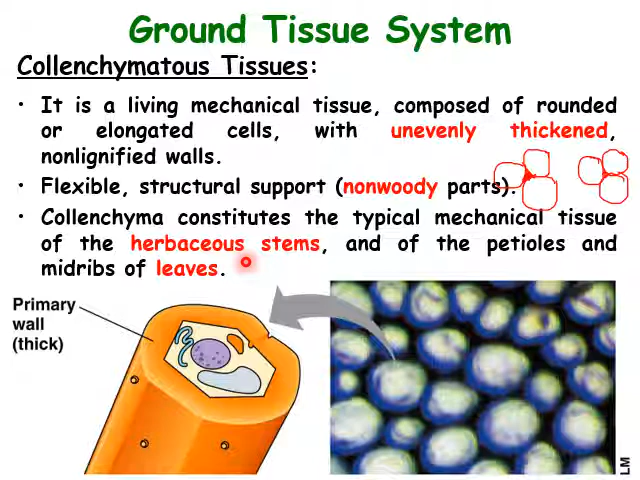 Ground Tissue System
Collenchymatous Tissues:
• It is a living mechanical tissue, composed of rounded
or elongated cells, with unevenly thickened,
nonlignified walls.
• Flexible, structural support (nonwoody parts).
• Collenchyma constitutes the typical mechanical tissue
of the herbaceous stems, and of the petioles and
midribs of leaves.
Primary
wall
(thick)
LM